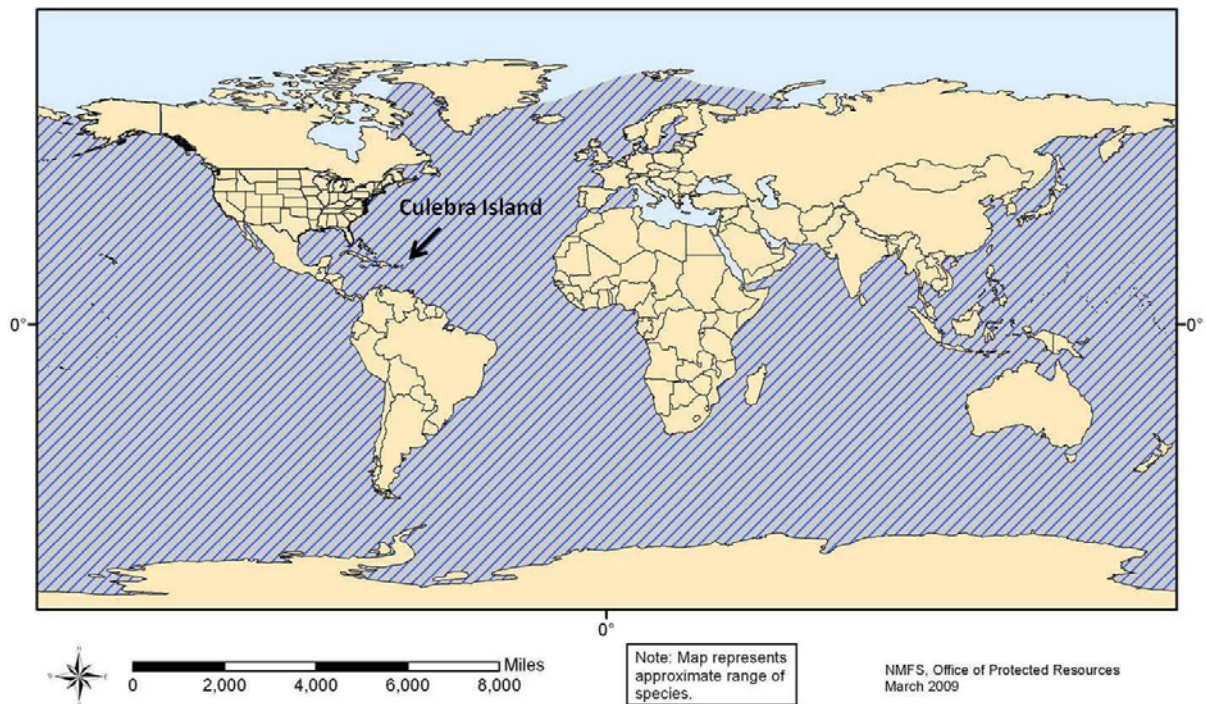 Culebra Island
0°
0°
0°
N
W
E
S
Miles
0 2,000 4,000 6,000 8,000
Note: Map represents
approximate range of
species.
NMFS, Office of Protected Resources
March 2009